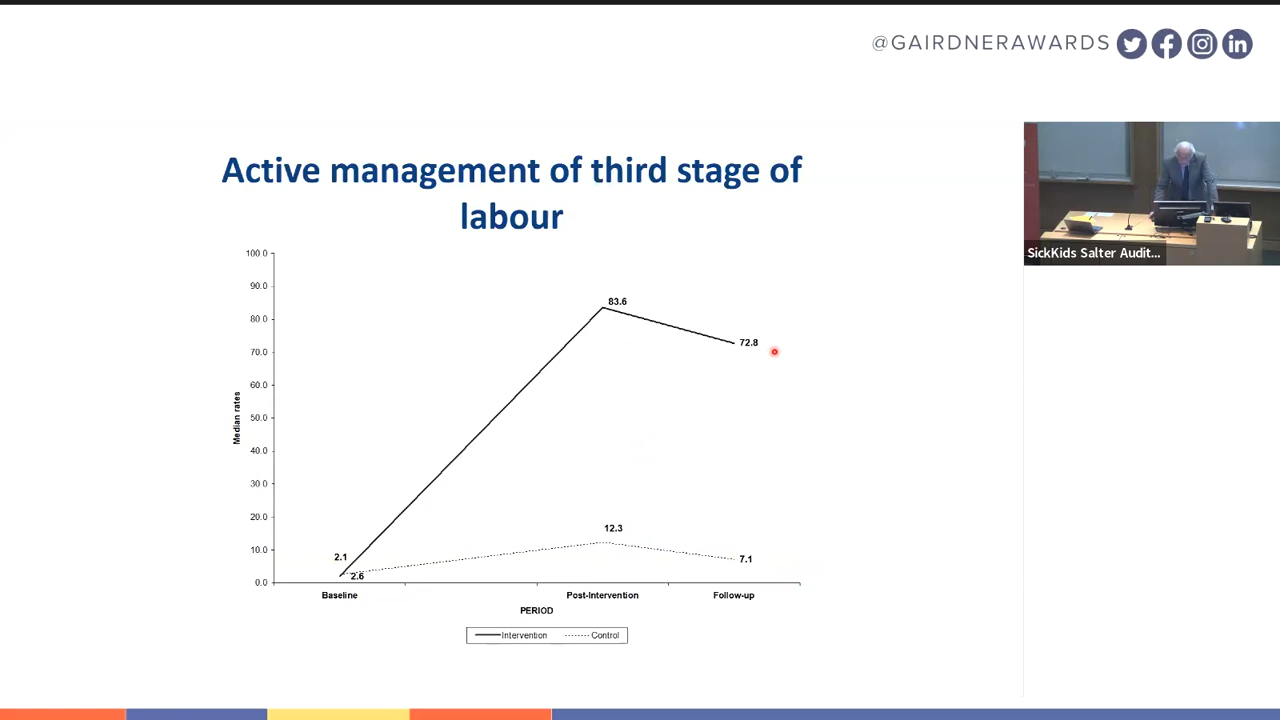 @GAIRDNERAWARDS
Active management of third stage of
labour
SickKids Salter Audit...
100.0
90.0
80.0
70.0
60.0
50.0
40.0
30.0
20.0
10.0
0.0
Median rates
83.6
72.8
12.3
7.1
2.1
2.6
Baseline
Post-Intervention
Follow-up
PERIOD
Intervention
Control